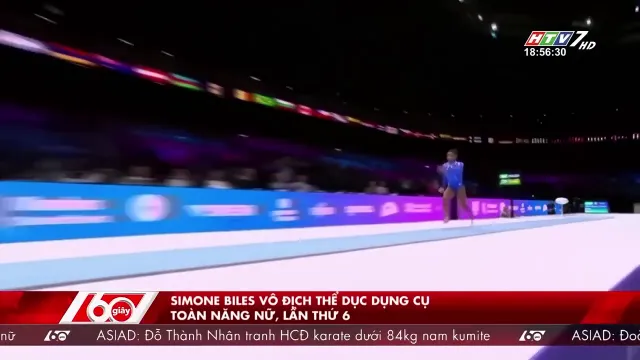 HTV7 HD
18:56:30
SIMONE BILES VÔ ĐỊCH THỂ DỤC DỤNG CỤ
TOÀN NĂNG NỮ, LẦN THỨ 6
60 giây
nữ ASIAD: Đỗ Thành Nhân tranh HCĐ karate dưới 84kg nam kumite ASIAD: Đ